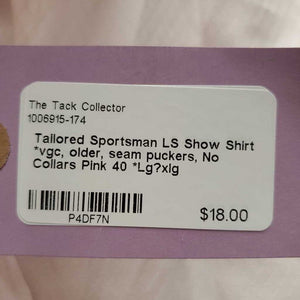 The Tack Collector
1006915-174
Tailored Sportsman LS Show Shirt
*vgc, older, seam puckers, No
Collars Pink 40 *Lg?xlg
P4DF7N
$18.00